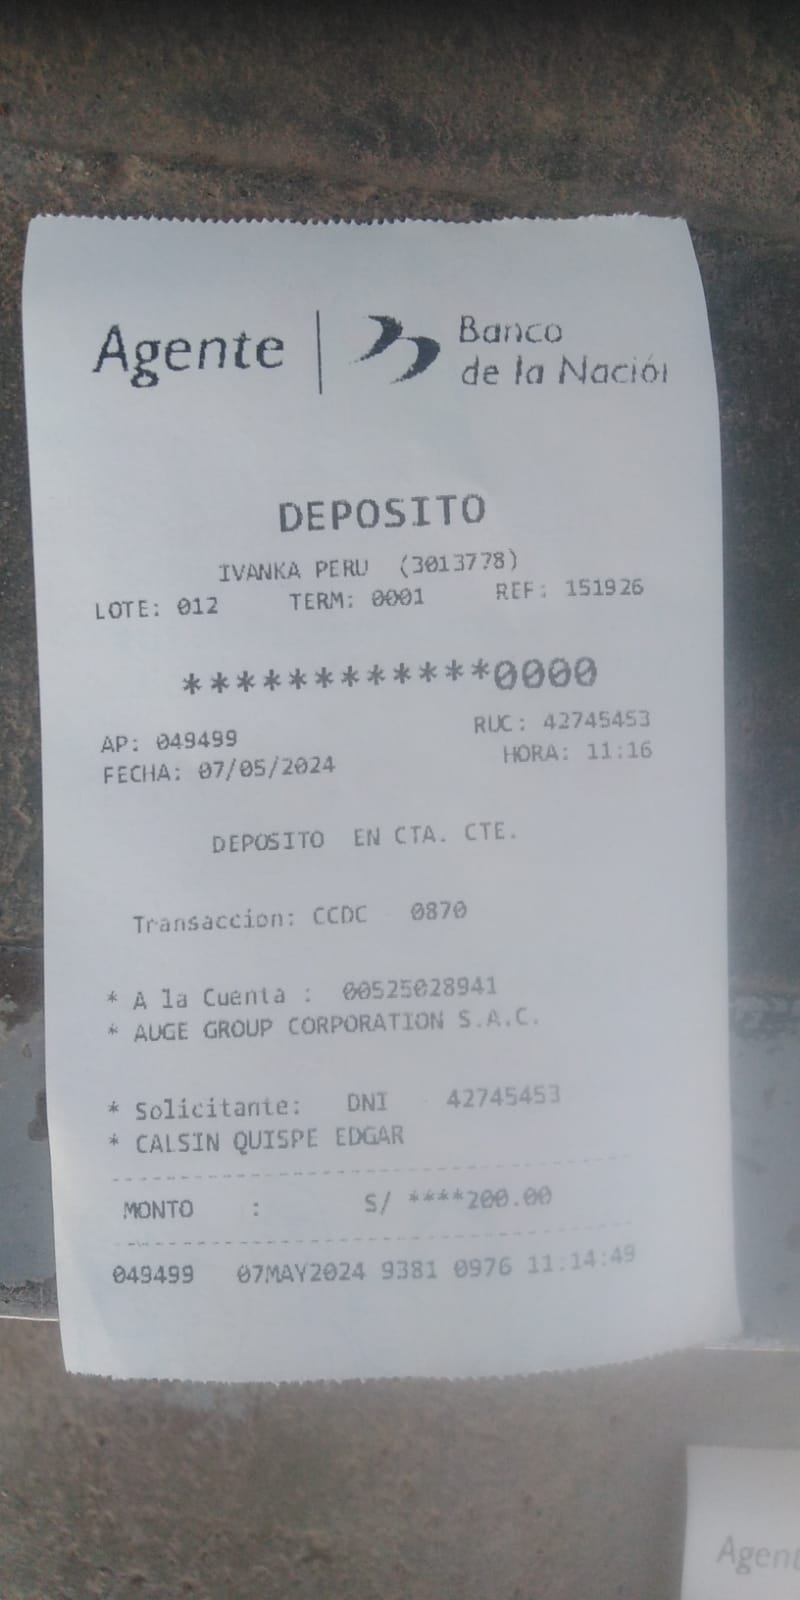 Agente
Banco
de la Nación
DEPOSITO
IVANKA PERU (3013778)
LOTE: 012 TERM: 0001 REF: 151926
************0000
AP: 049499 RUC: 42745453
FECHA: 07/05/2024 HORA: 11:16
DEPOSITO EN CTA. CTE.
Transaccion: CCDC 0870
* A la Cuenta : 00525028941
* AUGE GROUP CORPORATION S.A.C.
* Solicitante: DNI 42745453
* CALSIN QUISPE EDGAR
MONTO : S/ ****200.00
049499 07MAY2024 9381 0976 11:14:49
Agent